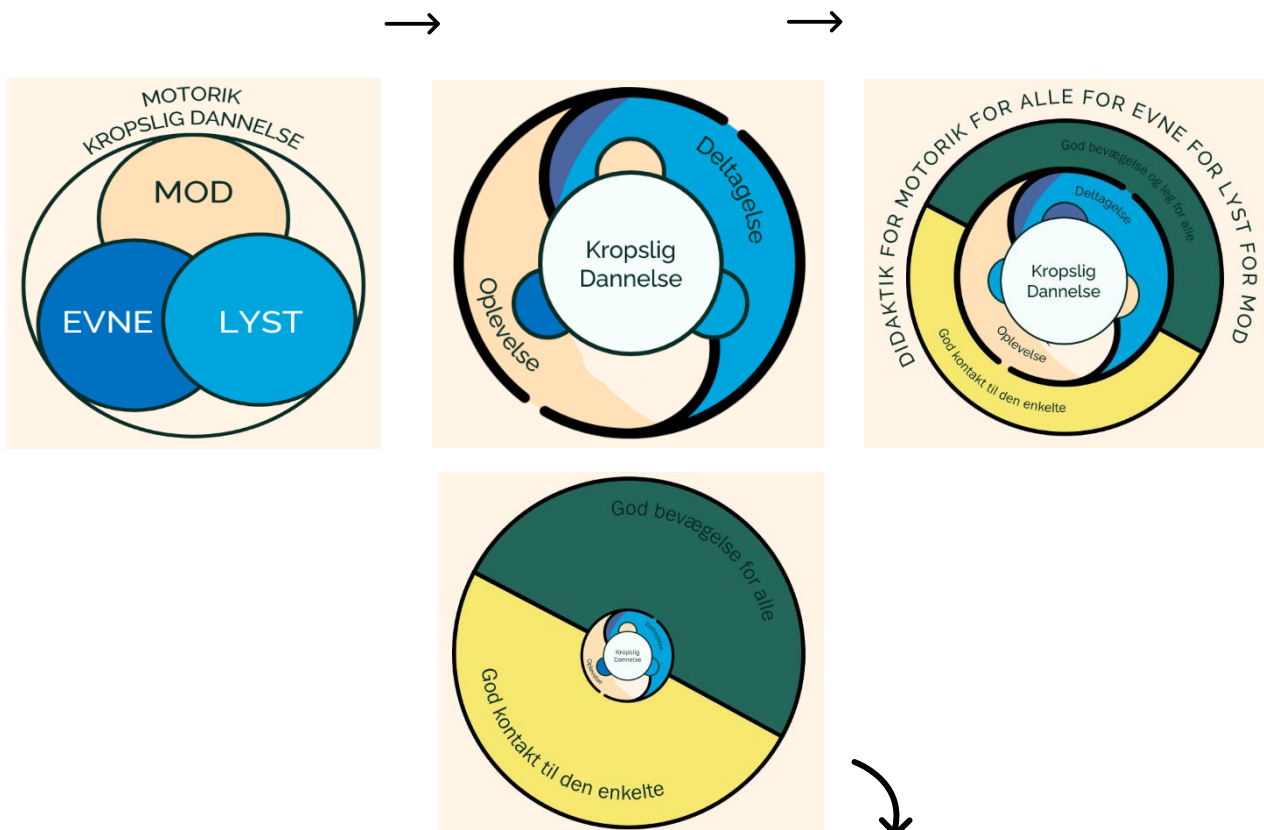 MOTORIK
KROPSLIG DANNELSE
MOD
EVNE
LYST
Deltagelse
Kropslig
Dannelse
Oplevelse
DIDAKTIK FOR MOTORIK FOR ALLE FOR EVNE FOR LYST FOR MOD
God bevægelse og leg for alle
Deltagelse
Kropslig
Dannelse
Oplevelse
God kontakt til den enkelte
God bevægelse for alle
Deltagelse
Kropslig
Dannelse
Oplevelse
God kontakt til den enkelte